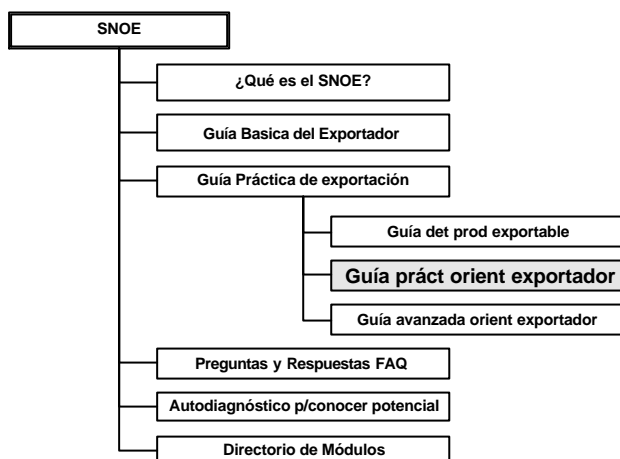 SNOE
¿Qué es el SNOE?
Guía Basica del Exportador
Guía Práctica de exportación
Guía det prod exportable
Guía práct orient exportador
Guía avanzada orient exportador
Preguntas y Respuestas FAQ
Autodiagnóstico p/conocer potencial
Directorio de Módulos